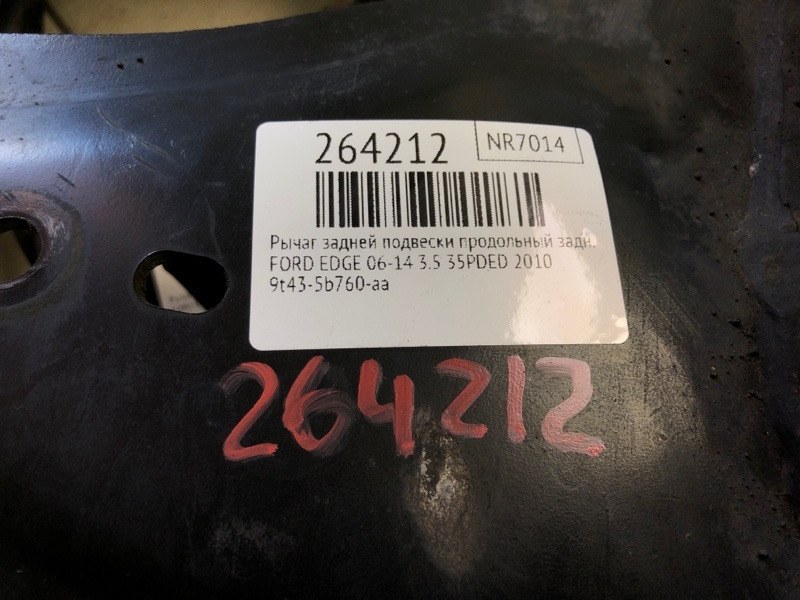 264212 NR7014
Рычаг задней подвески продольный задн.
FORD EDGE 06-14 3.5 35PDED 2010
9t43-5b760-aa
264212